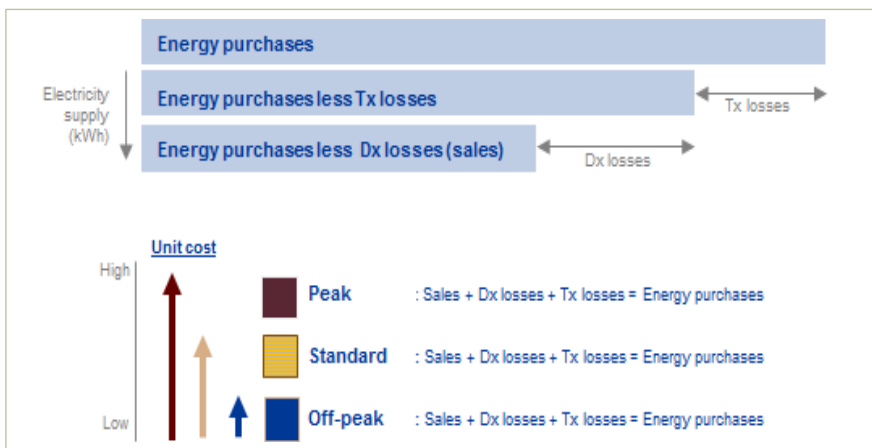 Energy purchases
Electricity
supply
(kWh)
Energy purchases less Tx losses
Tx losses
Energy purchases less Dx losses (sales)
Dx losses
Unit cost
High
Peak : Sales + Dx losses + Tx losses = Energy purchases
Standard : Sales + Dx losses + Tx losses = Energy purchases
Off-peak : Sales + Dx losses + Tx losses = Energy purchases
Low